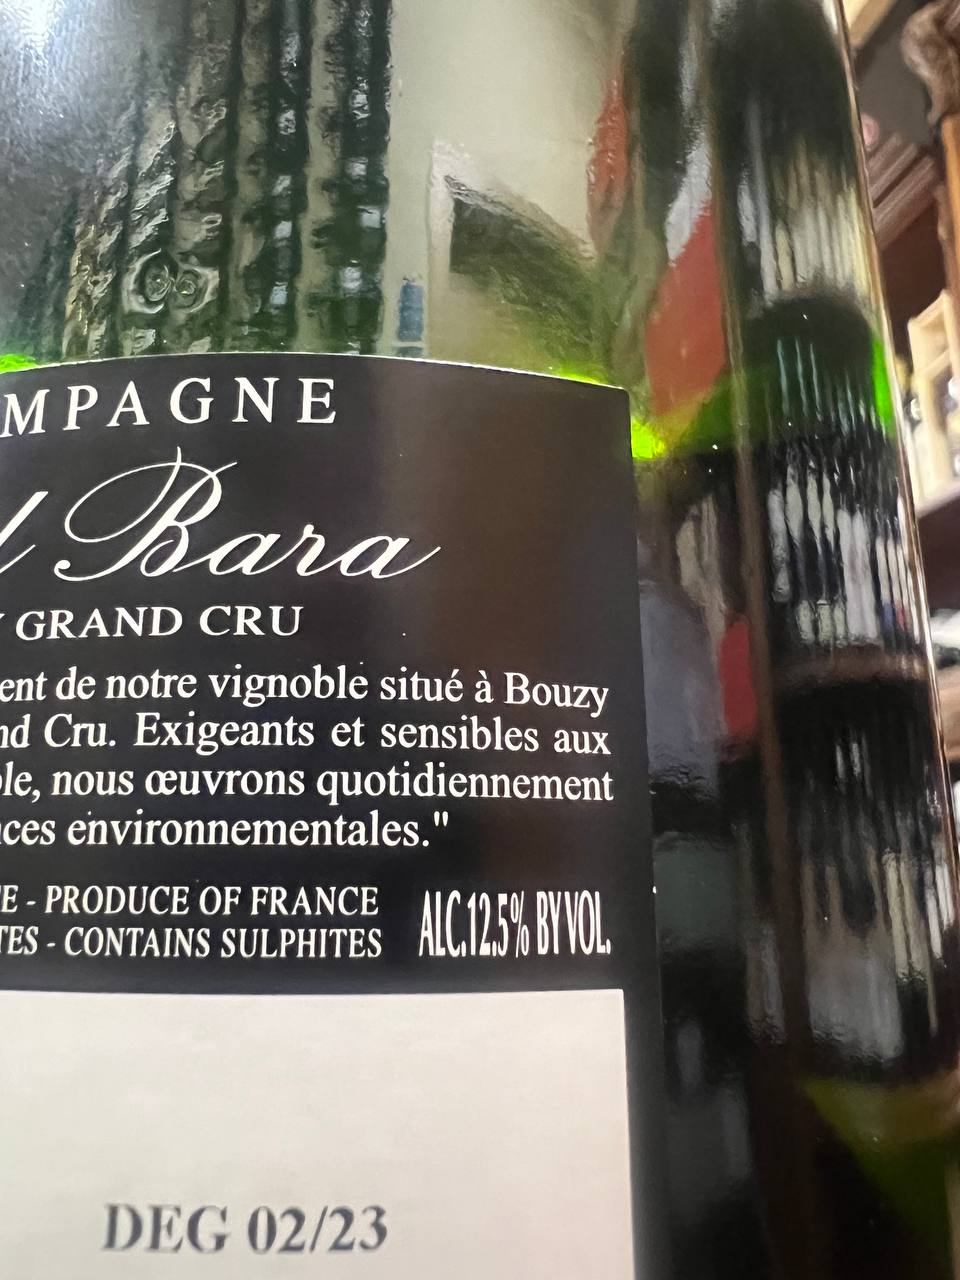 MPAGNE
l Bara
GRAND CRU
ent de notre vignoble situé à Bouzy
nd Cru. Exigeants et sensibles aux
ble, nous œuvrons quotidiennement
nces environnementales."
E - PRODUCE OF FRANCE
TES - CONTAINS SULPHITES ALC.12.5% BY VOL.
DEG 02/23